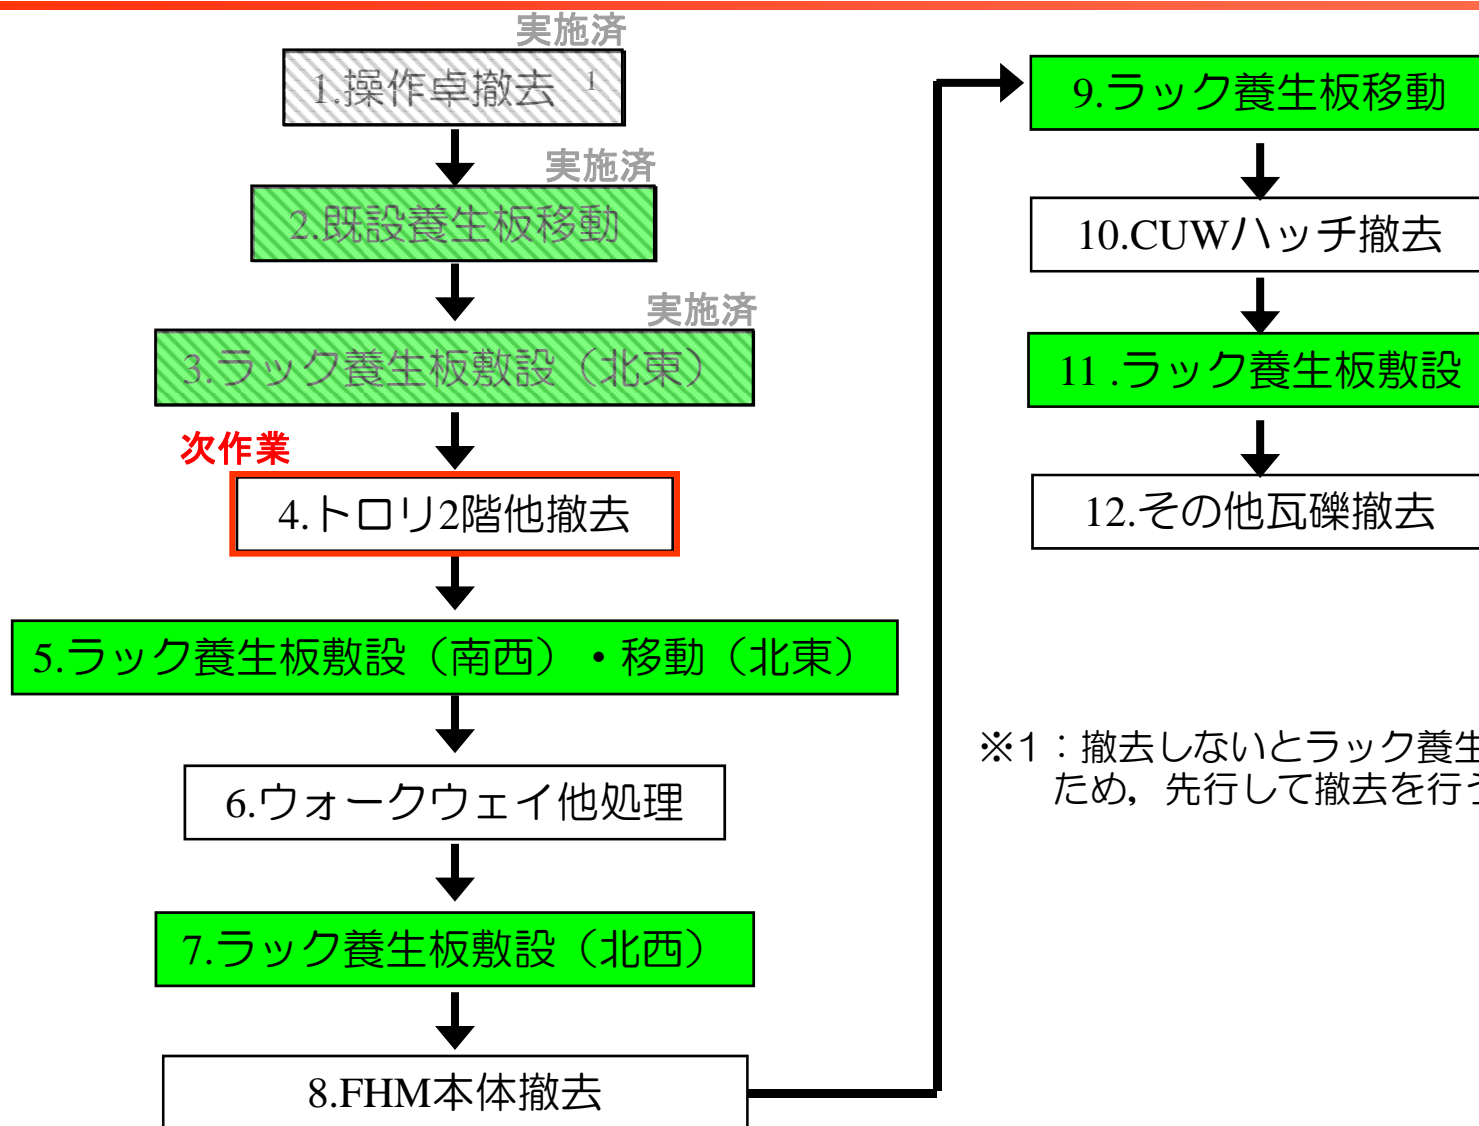 実施済
1.操作卓撤去 1
実施済
2.既設養生板移動
実施済
3.ラック養生板敷設（北東）
次作業
4.トロリ2階他撤去
5.ラック養生板敷設（南西）・移動（北東）
6.ウォークウェイ他処理
7.ラック養生板敷設（北西）
8.FHM本体撤去
9.ラック養生板移動
10.CUWハッチ撤去
11.ラック養生板敷設
12.その他瓦礫撤去
※1：撤去しないとラック養生
ため，先行して撤去を行う